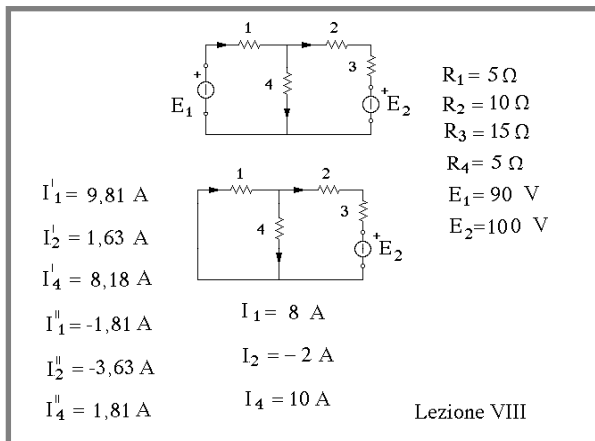 1
2
3
4
+
E₁
+
E₂
R₁ = 5 Ω
R₂ = 10 Ω
R₃ = 15 Ω
R₄ = 5 Ω
E₁ = 90 V
E₂ = 100 V
1
2
3
4
+
E₂
I'₁ = 9,81 A
I'₂ = 1,63 A
I'₄ = 8,18 A
I''₁ = -1,81 A
I''₂ = -3,63 A
I''₄ = 1,81 A
I₁ = 8 A
I₂ = – 2 A
I₄ = 10 A
Lezione VIII